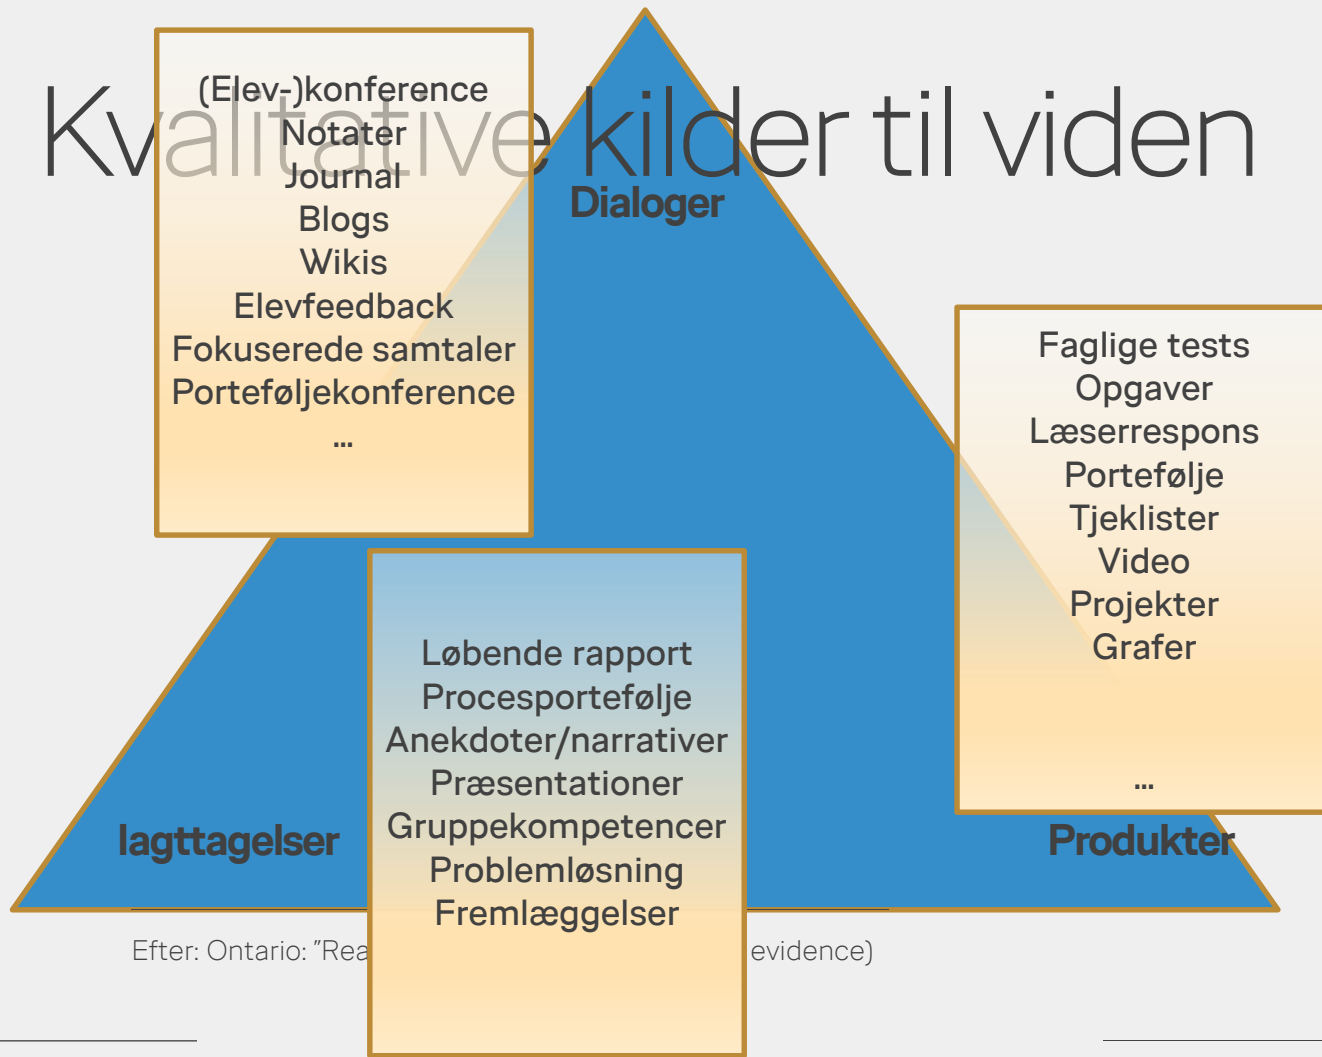 Kvalitative kilder til viden
(Elev-)konference
Notater
Journal
Blogs
Wikis
Elevfeedback
Fokuserede samtaler
Porteføljekonference
...
Dialoger
Faglige tests
Opgaver
Læserrespons
Portefølje
Tjeklister
Video
Projekter
Grafer
...
Løbende rapport
Procesportefølje
Anekdoter/narrativer
Præsentationer
Gruppekompetencer
Problemløsning
Fremlæggelser
Iagttagelser
Produkter
Efter: Ontario: ”Rea evidence)